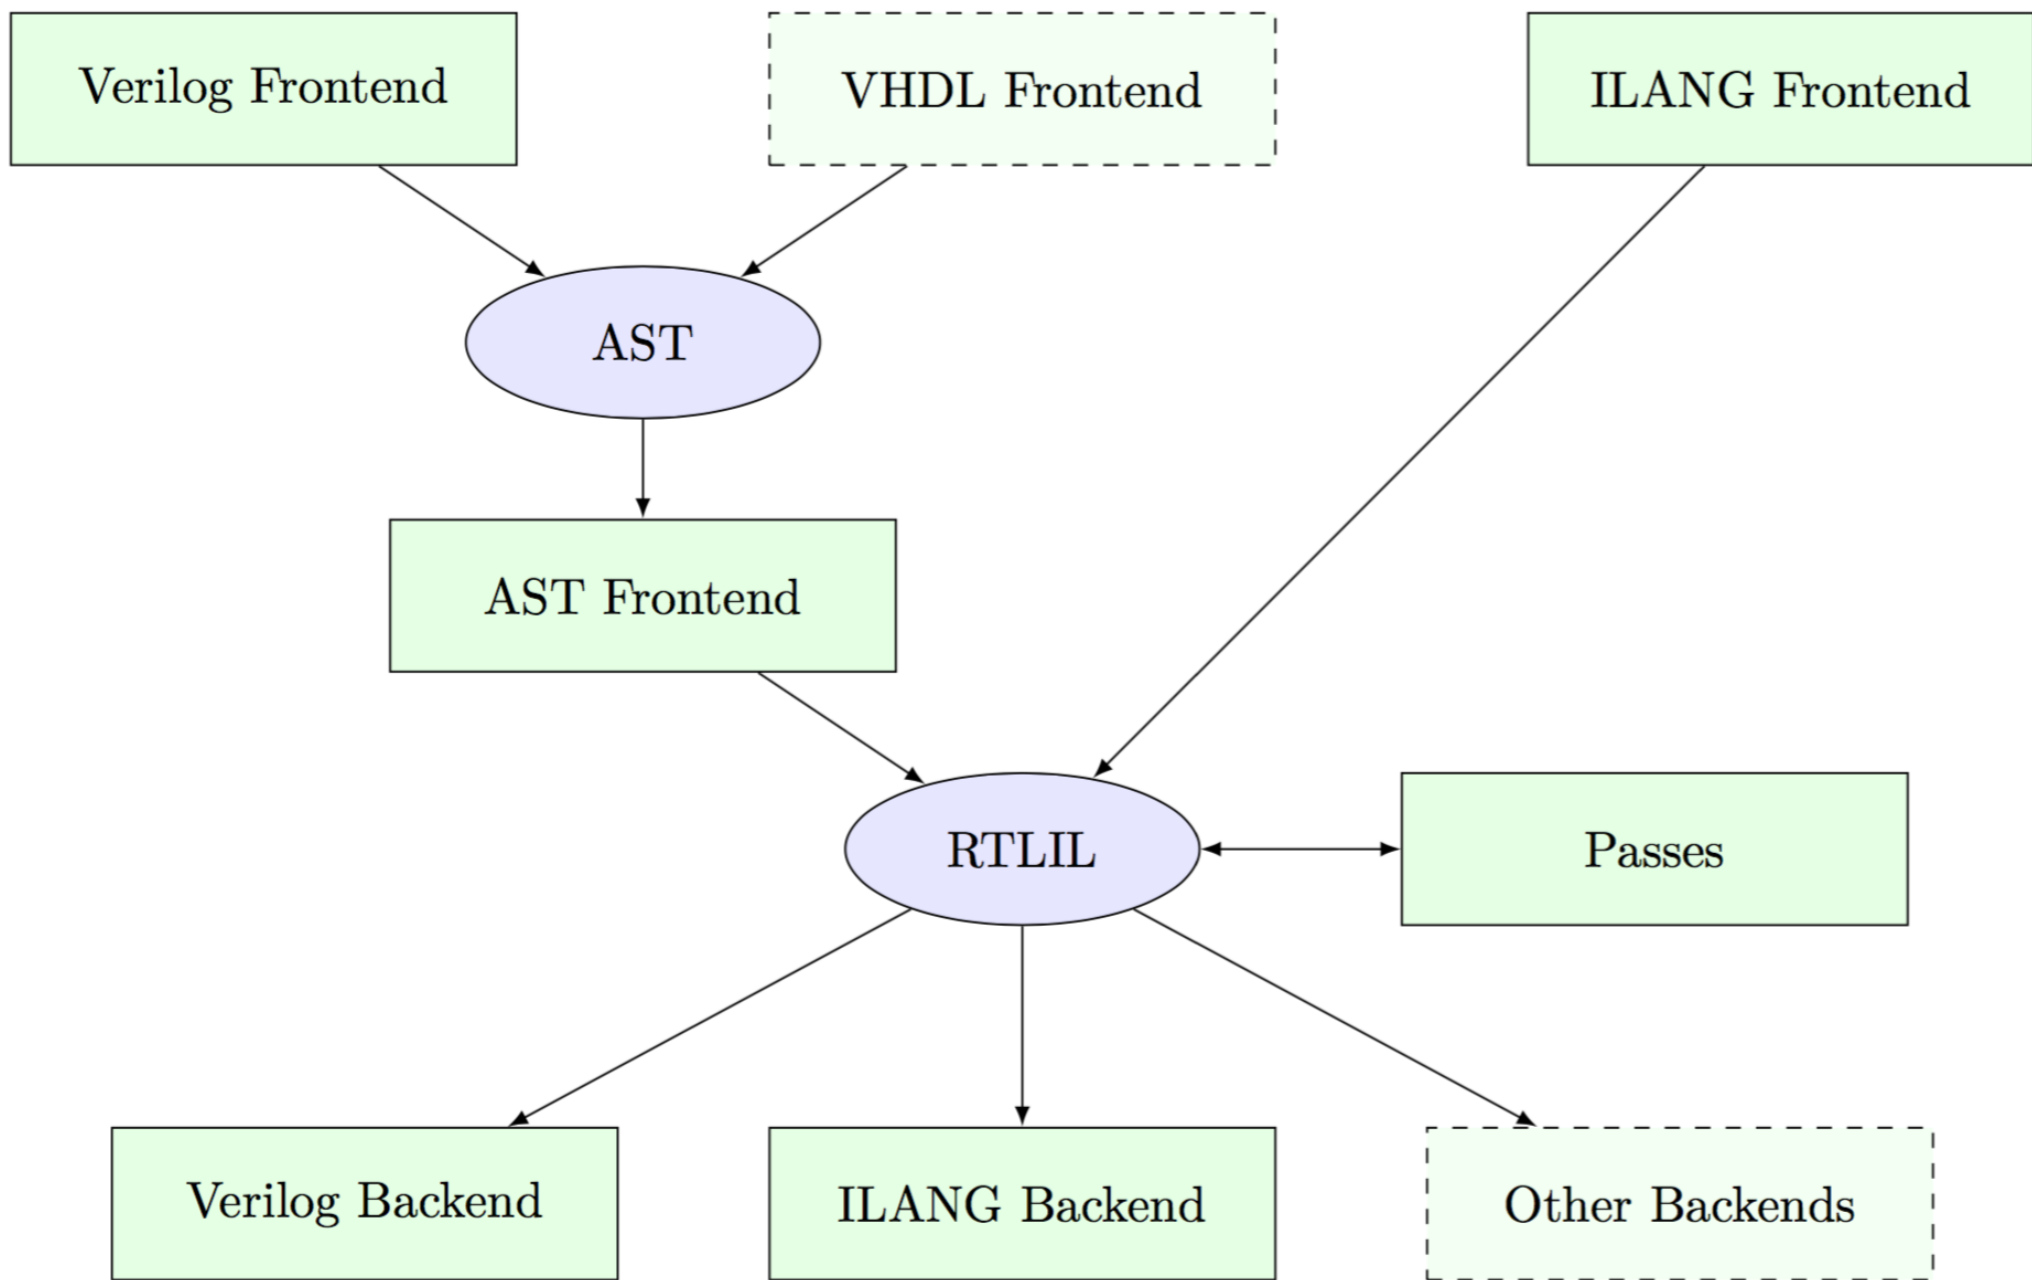 Verilog Frontend
VHDL Frontend
ILANG Frontend
AST
AST Frontend
RTLIL
Passes
Verilog Backend
ILANG Backend
Other Backends